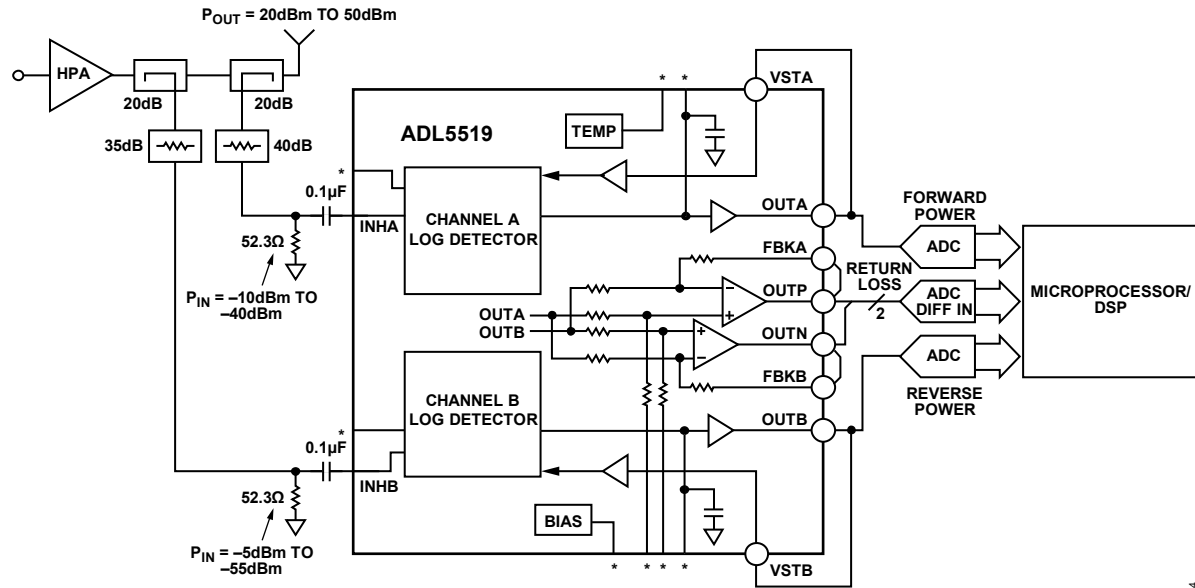 P_OUT = 20dBm TO 50dBm
HPA
20dB
20dB
35dB
40dB
0.1µF
*
INHA
52.3Ω
P_IN = –10dBm TO
–40dBm
ADL5519
TEMP
*
*
VSTA
CHANNEL A
LOG DETECTOR
OUTA
FBKA
OUTA
OUTB
OUTP
OUTN
FBKB
CHANNEL B
LOG DETECTOR
OUTB
*
0.1µF
INHB
52.3Ω
P_IN = –5dBm TO
–55dBm
BIAS
*
*
*
*
VSTB
FORWARD
POWER
ADC
RETURN
LOSS
2
ADC
DIFF IN
ADC
REVERSE
POWER
MICROPROCESSOR/
DSP
4